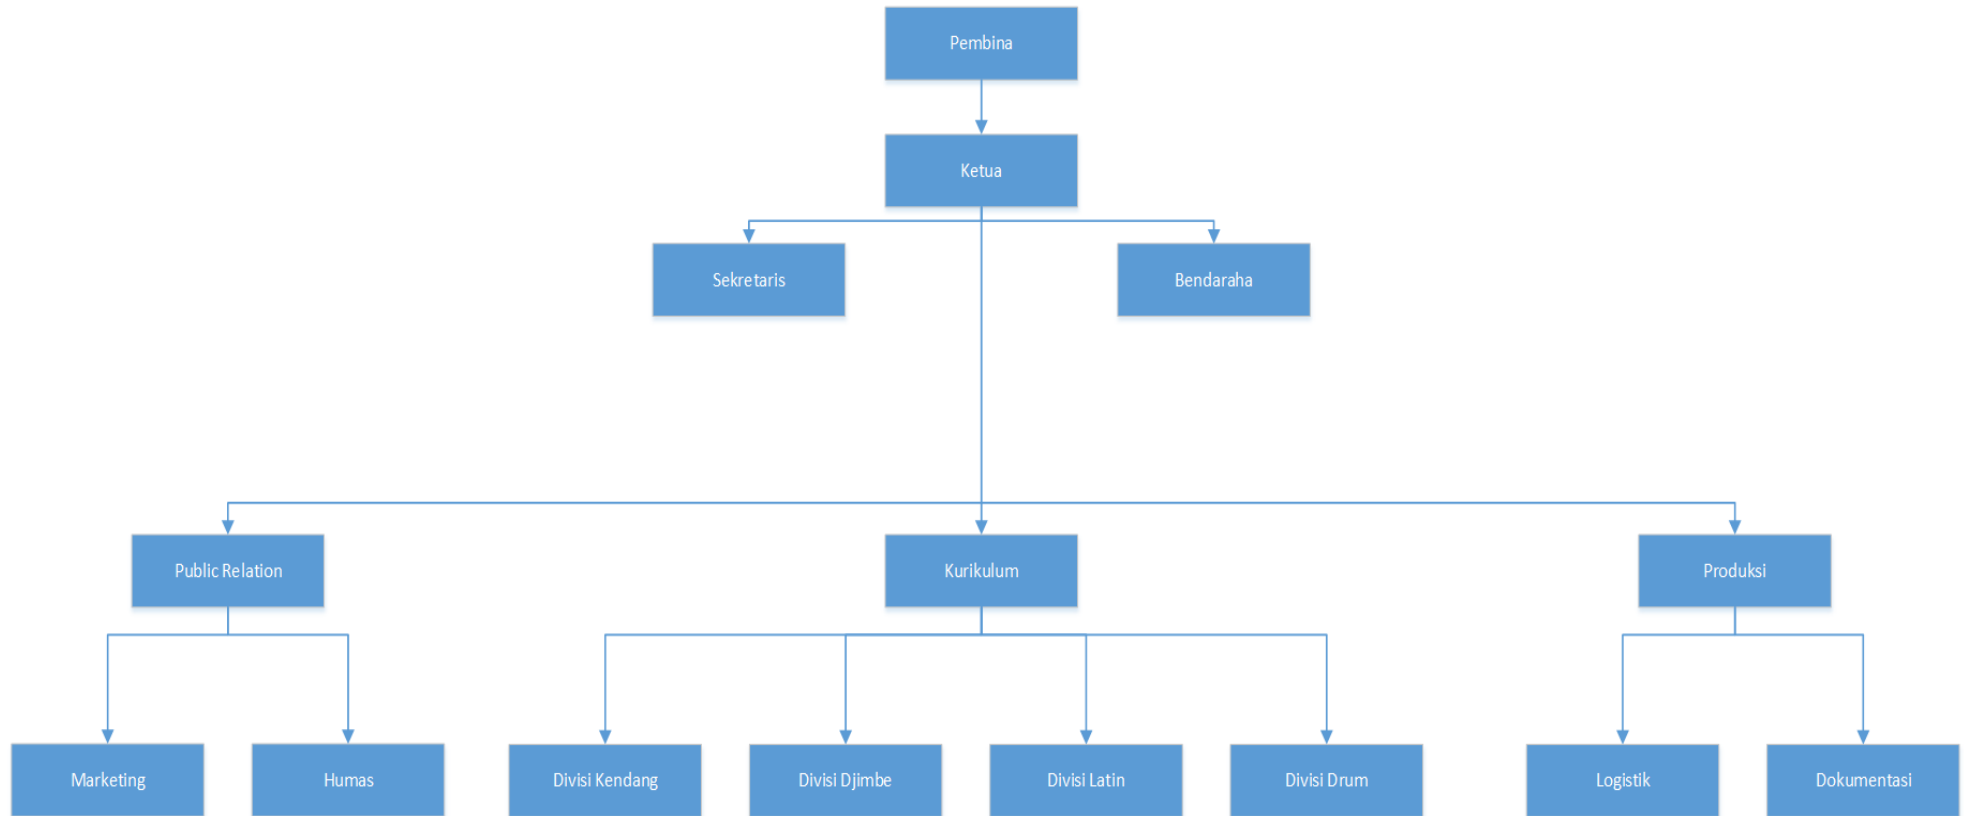 Pembina
Ketua
Sekretaris
Bendaraha
Public Relation
Kurikulum
Produksi
Marketing
Humas
Divisi Kendang
Divisi Djimbe
Divisi Latin
Divisi Drum
Logistik
Dokumentasi